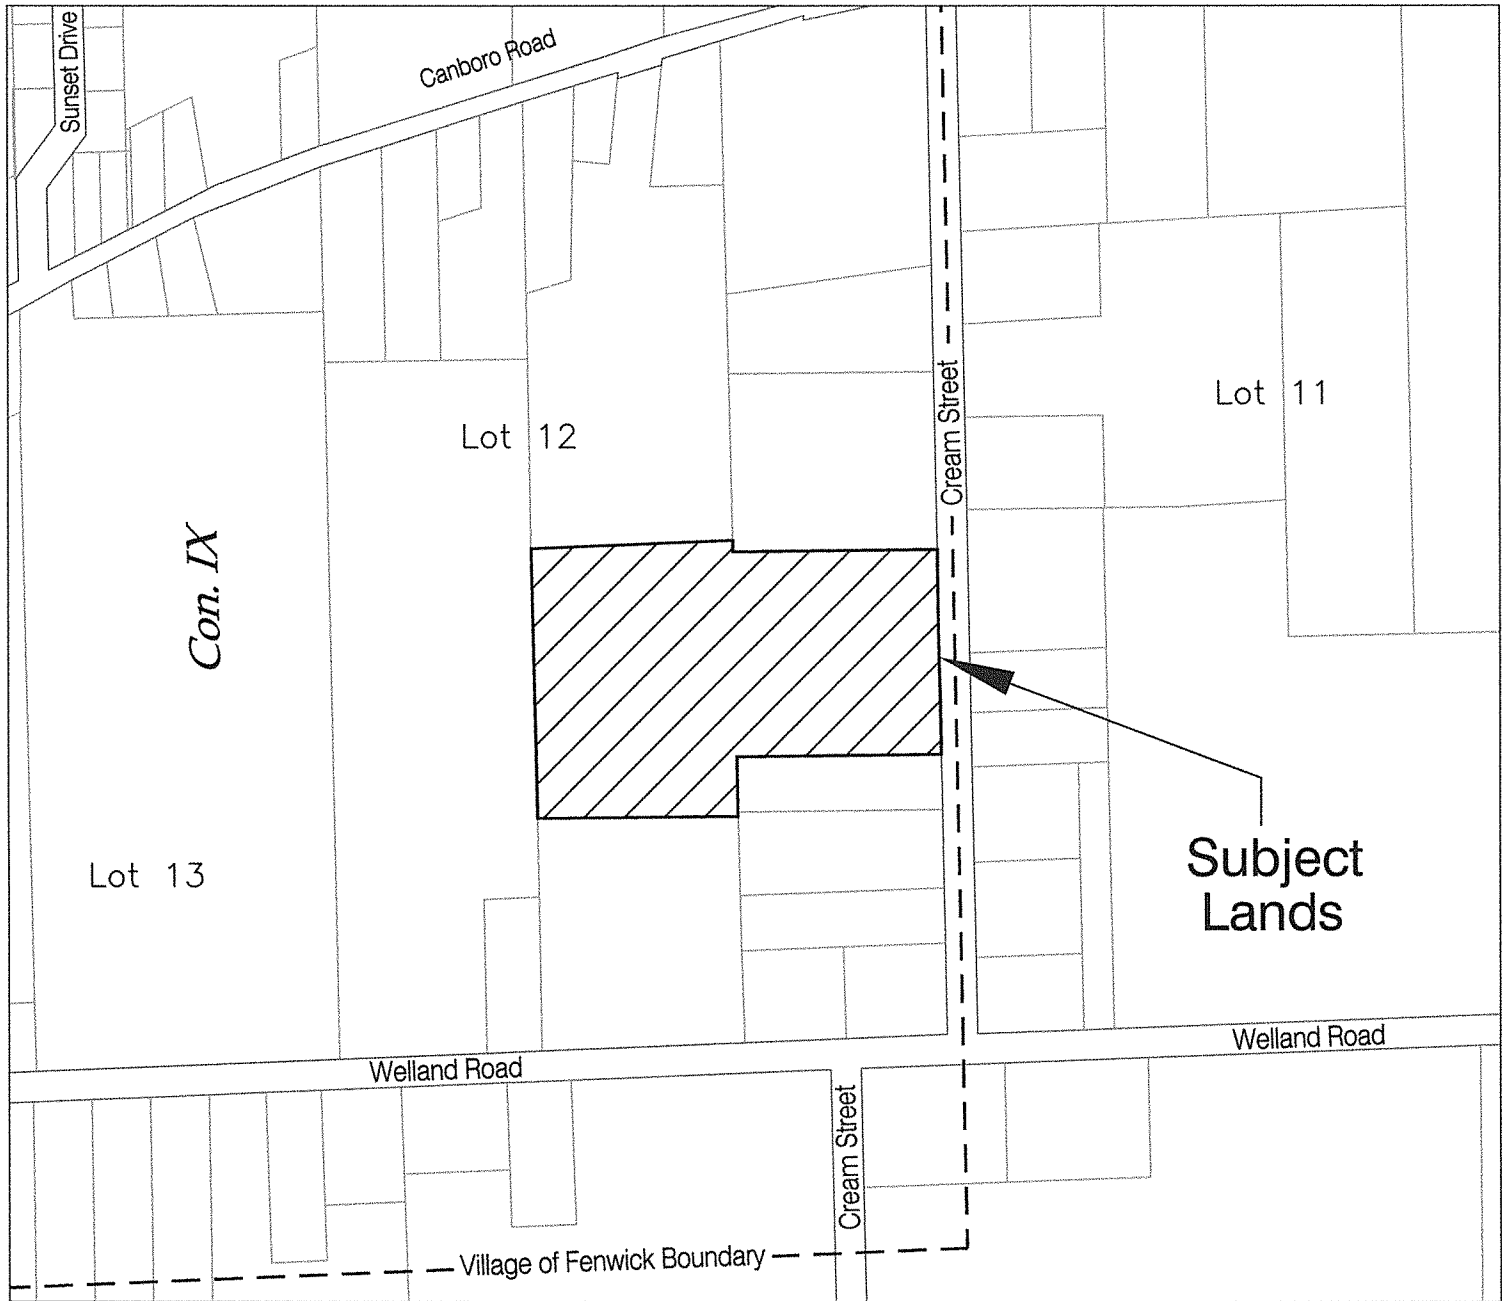 Sunset Drive
Canboro Road
Cream Street
Lot 11
Lot 12
Con. IX
Lot 13
Subject
Lands
Welland Road
Welland Road
Cream Street
Village of Fenwick Boundary